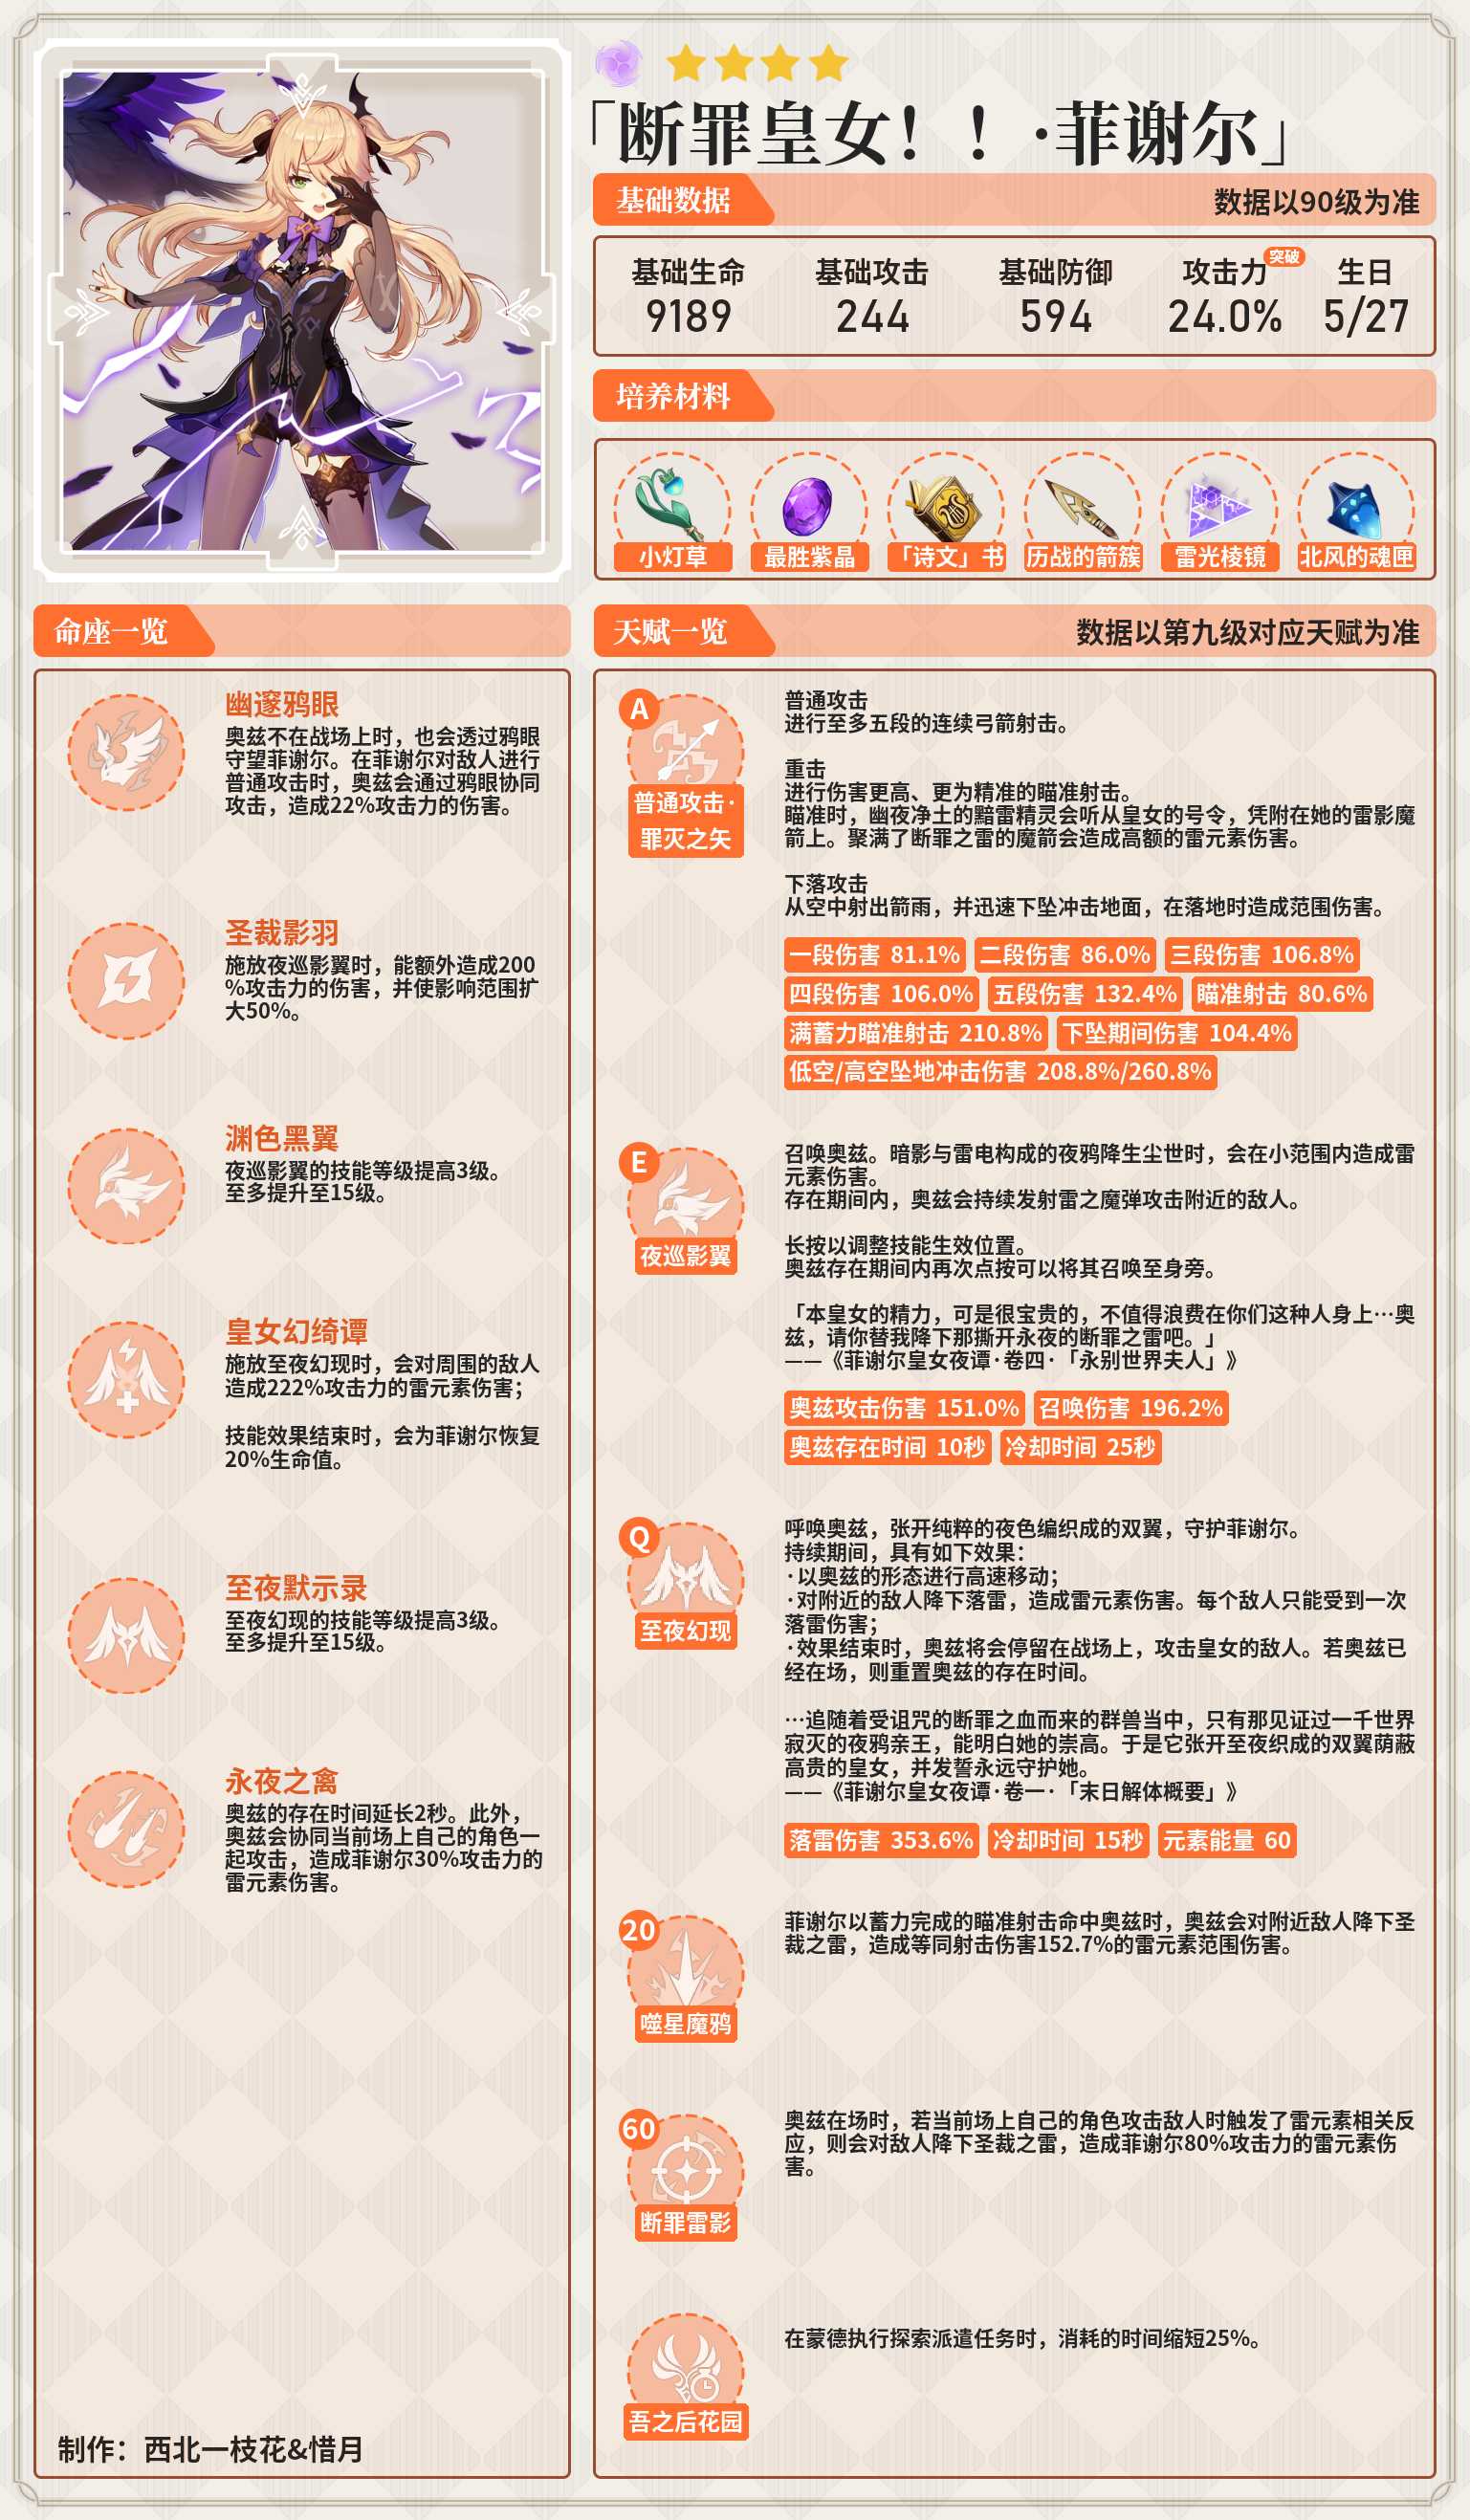 「断罪皇女！！·菲谢尔」
基础数据
数据以90级为准
基础生命
基础攻击
基础防御
攻击力
突破
生日
9189
244
594
24.0%
5/27
培养材料
小灯草
最胜紫晶
「诗文」书
历战的箭簇
雷光棱镜
北风的魂匣
命座一览
幽邃鸦眼
奥兹不在战场上时，也会透过鸦眼
守望菲谢尔。在菲谢尔对敌人进行
普通攻击时，奥兹会通过鸦眼协同
攻击，造成22%攻击力的伤害。
圣裁影羽
施放夜巡影翼时，能额外造成200
%攻击力的伤害，并使影响范围扩
大50%。
渊色黑翼
夜巡影翼的技能等级提高3级。
至多提升至15级。
皇女幻绮谭
施放至夜幻现时，会对周围的敌人
造成222%攻击力的雷元素伤害；
技能效果结束时，会为菲谢尔恢复
20%生命值。
至夜默示录
至夜幻现的技能等级提高3级。
至多提升至15级。
永夜之禽
奥兹的存在时间延长2秒。此外，
奥兹会协同当前场上自己的角色一
起攻击，造成菲谢尔30%攻击力的
雷元素伤害。
制作：西北一枝花&惜月
天赋一览
数据以第九级对应天赋为准
A
普通攻击·
罪灭之矢
普通攻击
进行至多五段的连续弓箭射击。
重击
进行伤害更高、更为精准的瞄准射击。
瞄准时，幽夜净土的黯雷精灵会听从皇女的号令，凭附在她的雷影魔
箭上。聚满了断罪之雷的魔箭会造成高额的雷元素伤害。
下落攻击
从空中射出箭雨，并迅速下坠冲击地面，在落地时造成范围伤害。
一段伤害 81.1% 二段伤害 86.0% 三段伤害 106.8%
四段伤害 106.0% 五段伤害 132.4% 瞄准射击 80.6%
满蓄力瞄准射击 210.8% 下坠期间伤害 104.4%
低空/高空坠地冲击伤害 208.8%/260.8%
E
夜巡影翼
召唤奥兹。暗影与雷电构成的夜鸦降生尘世时，会在小范围内造成雷
元素伤害。
存在期间内，奥兹会持续发射雷之魔弹攻击附近的敌人。
长按以调整技能生效位置。
奥兹存在期间内再次点按可以将其召唤至身旁。
「本皇女的精力，可是很宝贵的，不值得浪费在你们这种人身上…奥
兹，请你替我降下那撕开永夜的断罪之雷吧。」
——《菲谢尔皇女夜谭·卷四·「永别世界夫人」》
奥兹攻击伤害 151.0% 召唤伤害 196.2%
奥兹存在时间 10秒 冷却时间 25秒
Q
至夜幻现
呼唤奥兹，张开纯粹的夜色编织成的双翼，守护菲谢尔。
持续期间，具有如下效果：
·以奥兹的形态进行高速移动；
·对附近的敌人降下落雷，造成雷元素伤害。每个敌人只能受到一次
落雷伤害；
·效果结束时，奥兹将会停留在战场上，攻击皇女的敌人。若奥兹已
经在场，则重置奥兹的存在时间。
…追随着受诅咒的断罪之血而来的群兽当中，只有那见证过一千世界
寂灭的夜鸦亲王，能明白她的崇高。于是它张开至夜织成的双翼荫蔽
高贵的皇女，并发誓永远守护她。
——《菲谢尔皇女夜谭·卷一·「末日解体概要」》
落雷伤害 353.6% 冷却时间 15秒 元素能量 60
20
噬星魔鸦
菲谢尔以蓄力完成的瞄准射击命中奥兹时，奥兹会对附近敌人降下圣
裁之雷，造成等同射击伤害152.7%的雷元素范围伤害。
60
断罪雷影
奥兹在场时，若当前场上自己的角色攻击敌人时触发了雷元素相关反
应，则会对敌人降下圣裁之雷，造成菲谢尔80%攻击力的雷元素伤
害。
吾之后花园
在蒙德执行探索派遣任务时，消耗的时间缩短25%。